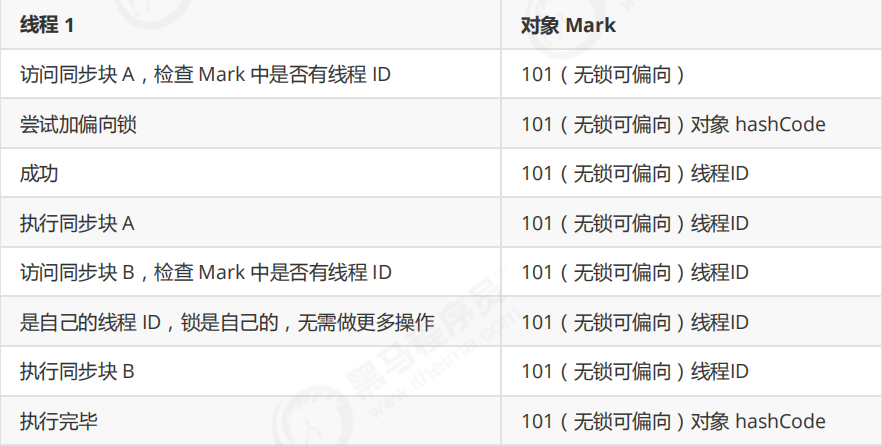 线程 1 对象 Mark
访问同步块 A，检查 Mark 中是否有线程 ID 101（无锁可偏向）
尝试加偏向锁 101（无锁可偏向）对象 hashCode
成功 101（无锁可偏向）线程ID
执行同步块 A 101（无锁可偏向）线程ID
访问同步块 B，检查 Mark 中是否有线程 ID 101（无锁可偏向）线程ID
是自己的线程 ID，锁是自己的，无需做更多操作 101（无锁可偏向）线程ID
执行同步块 B 101（无锁可偏向）线程ID
执行完毕 101（无锁可偏向）对象 hashCode
黑马程序员
www.itheima.com